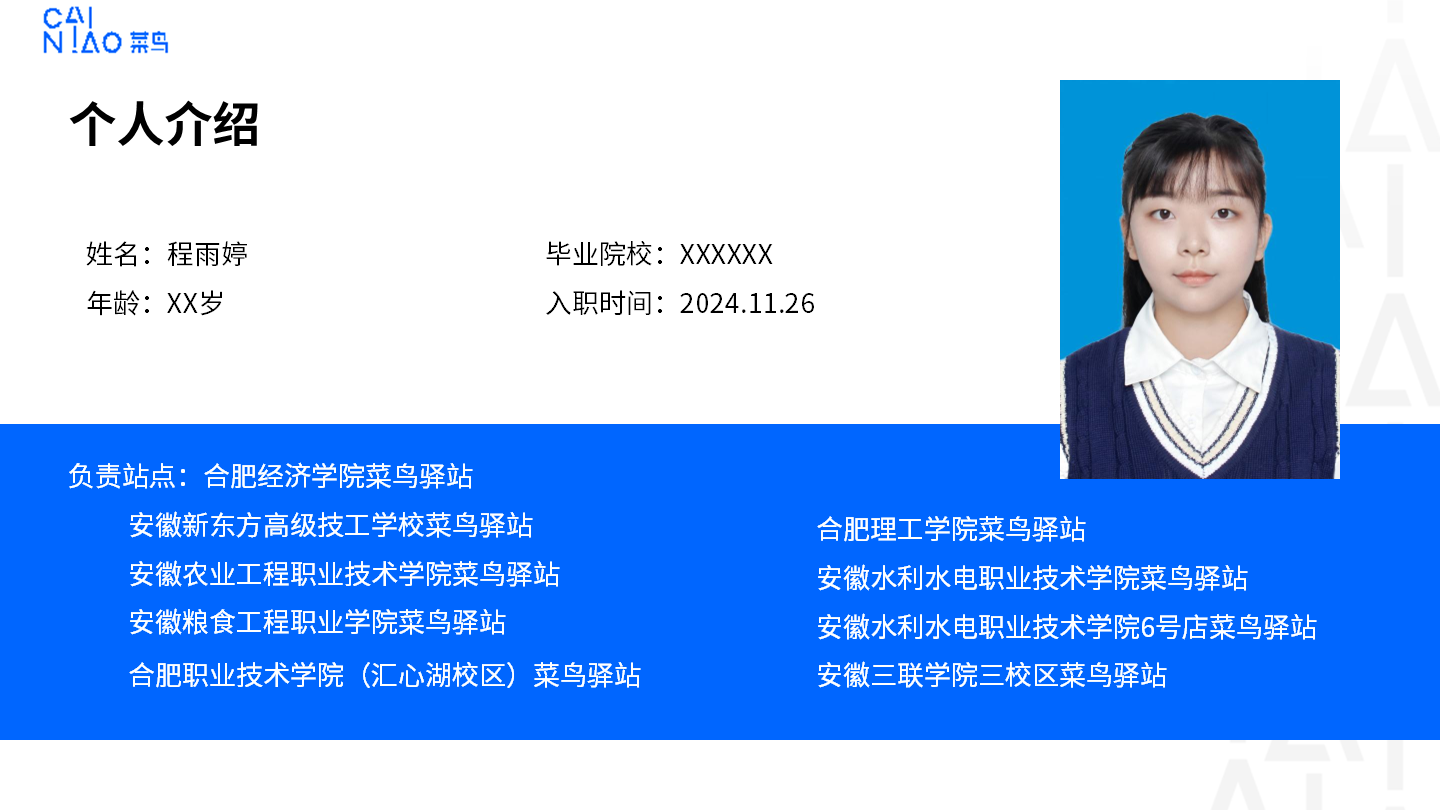 CAI
NIAO 菜鸟
个人介绍
姓名：程雨婷
毕业院校：XXXXXX
年龄：XX岁
入职时间：2024.11.26
负责站点：合肥经济学院菜鸟驿站
安徽新东方高级技工学校菜鸟驿站
安徽农业工程职业技术学院菜鸟驿站
安徽粮食工程职业学院菜鸟驿站
合肥职业技术学院（汇心湖校区）菜鸟驿站
合肥理工学院菜鸟驿站
安徽水利水电职业技术学院菜鸟驿站
安徽水利水电职业技术学院6号店菜鸟驿站
安徽三联学院三校区菜鸟驿站